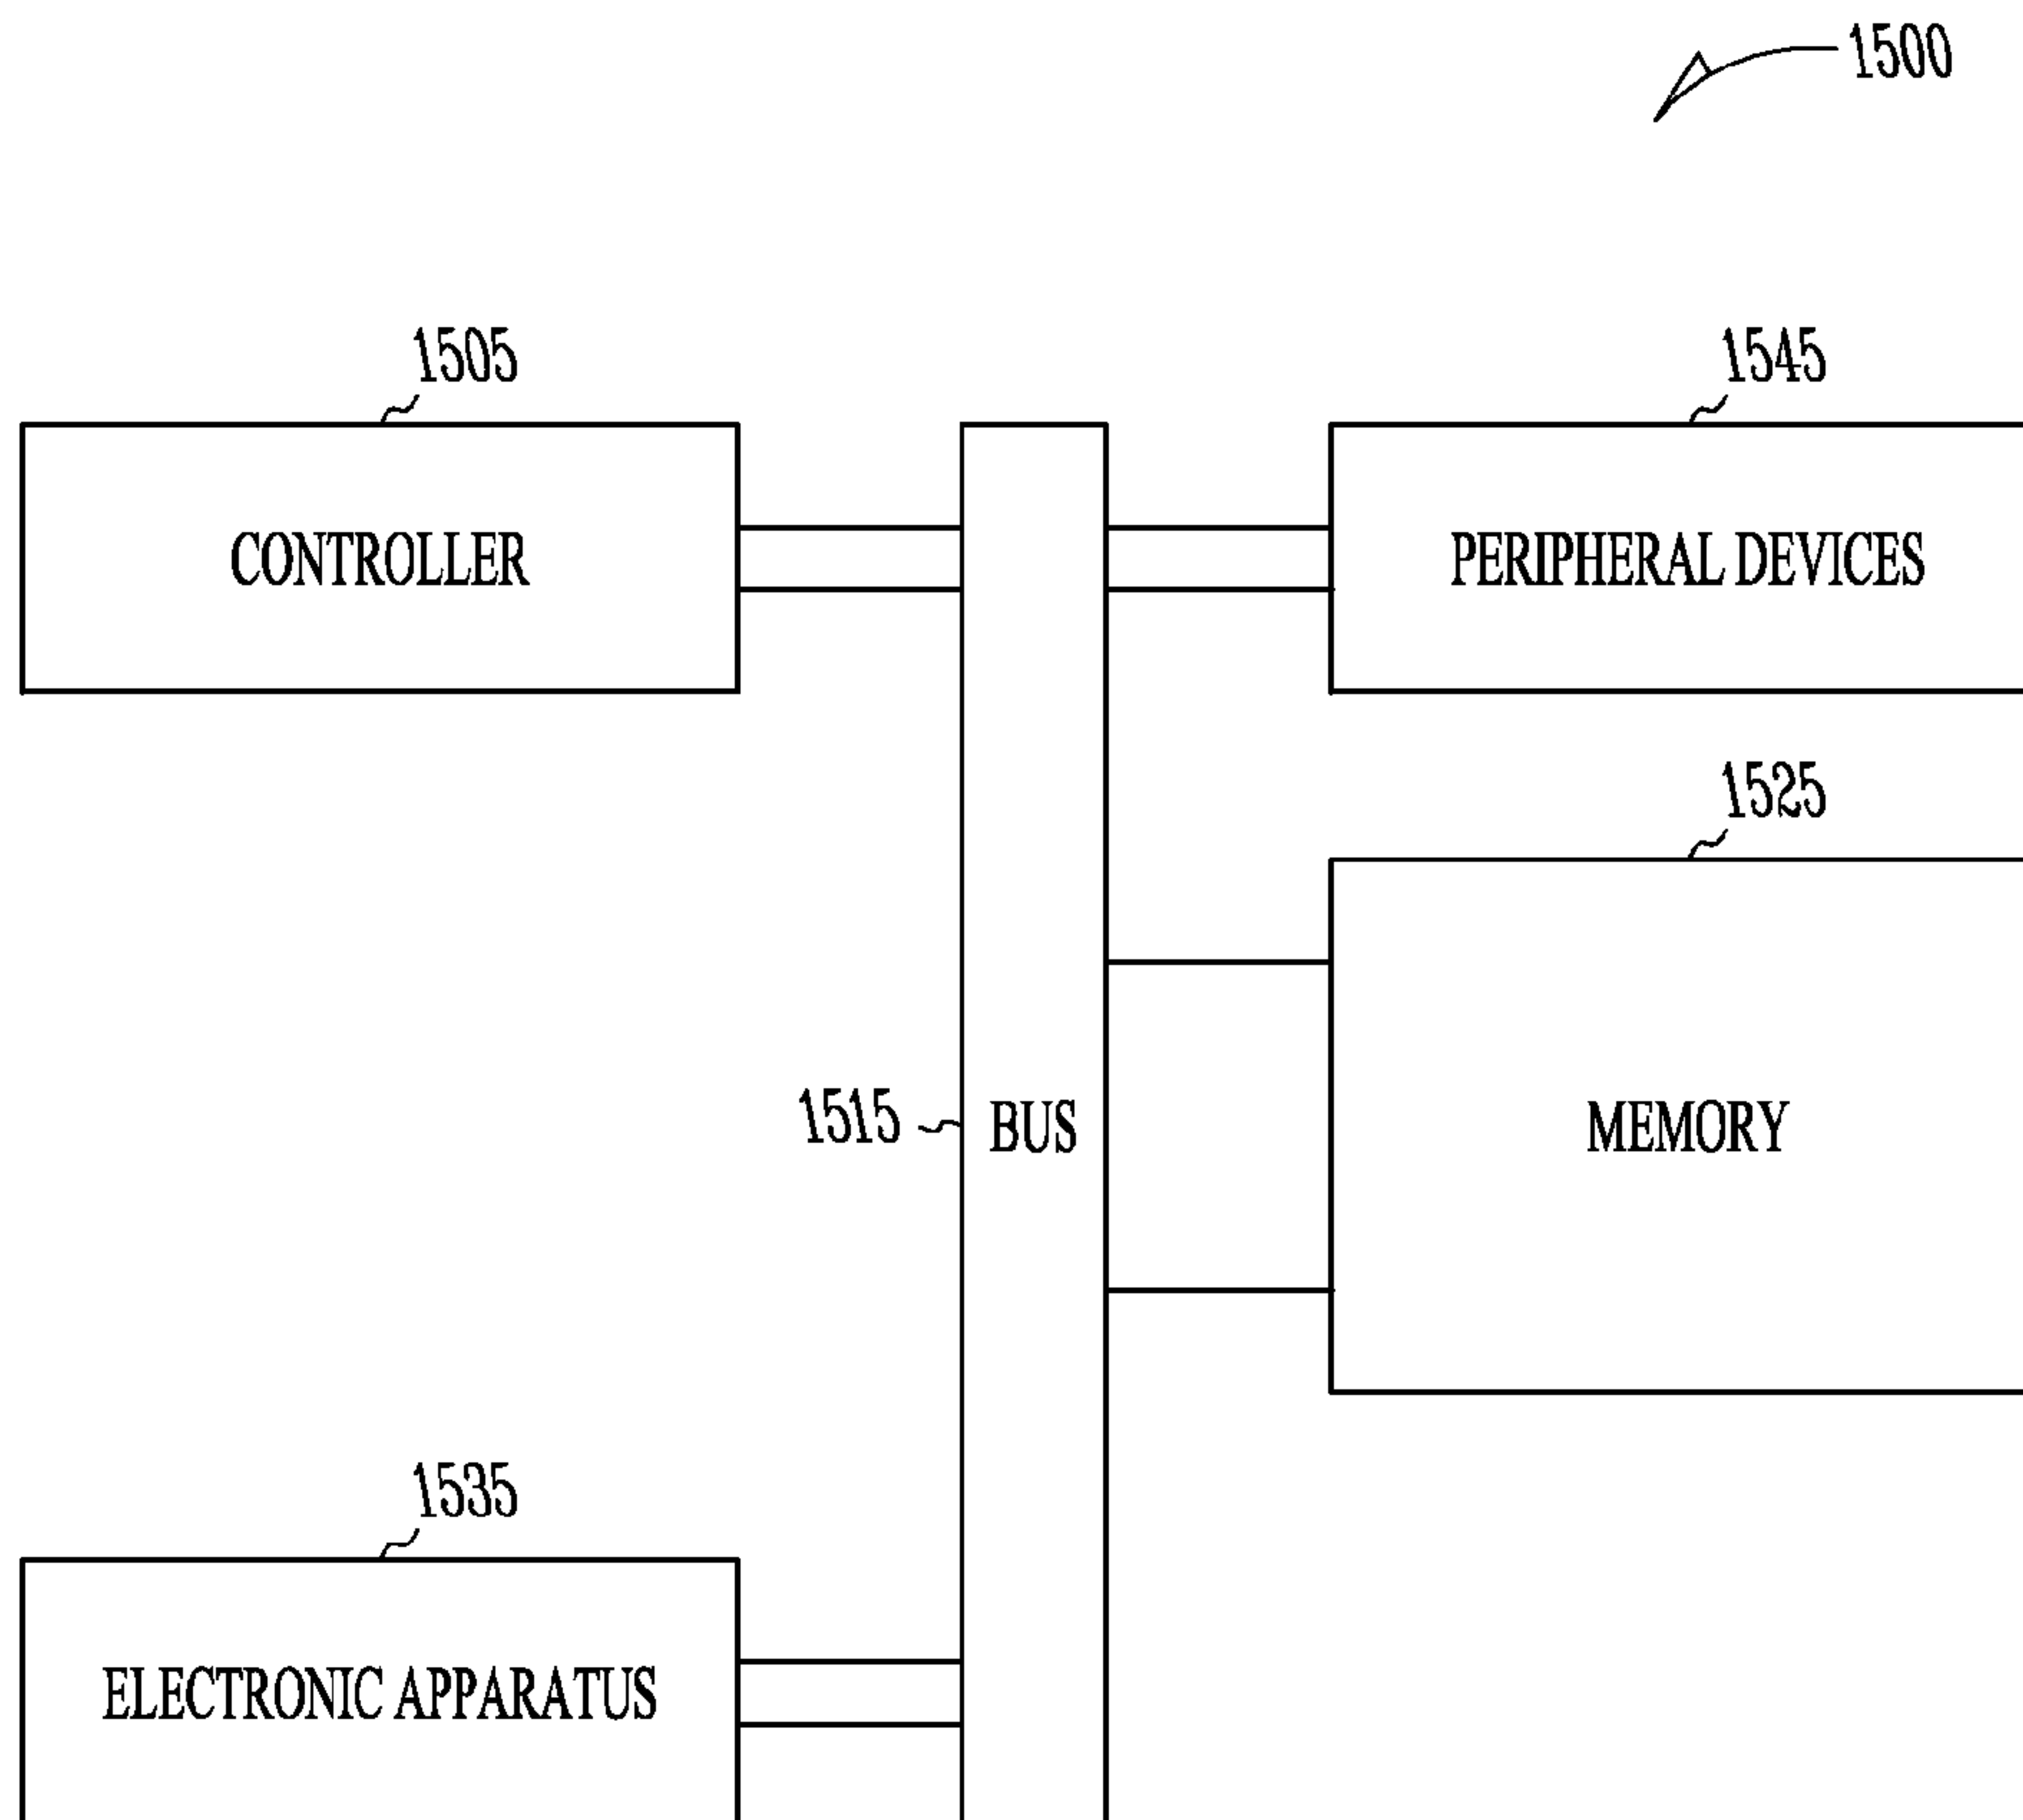 1500
1505
1545
CONTROLLER
PERIPHERAL DEVICES
1525
1515
BUS
MEMORY
1535
ELECTRONIC APPARATUS